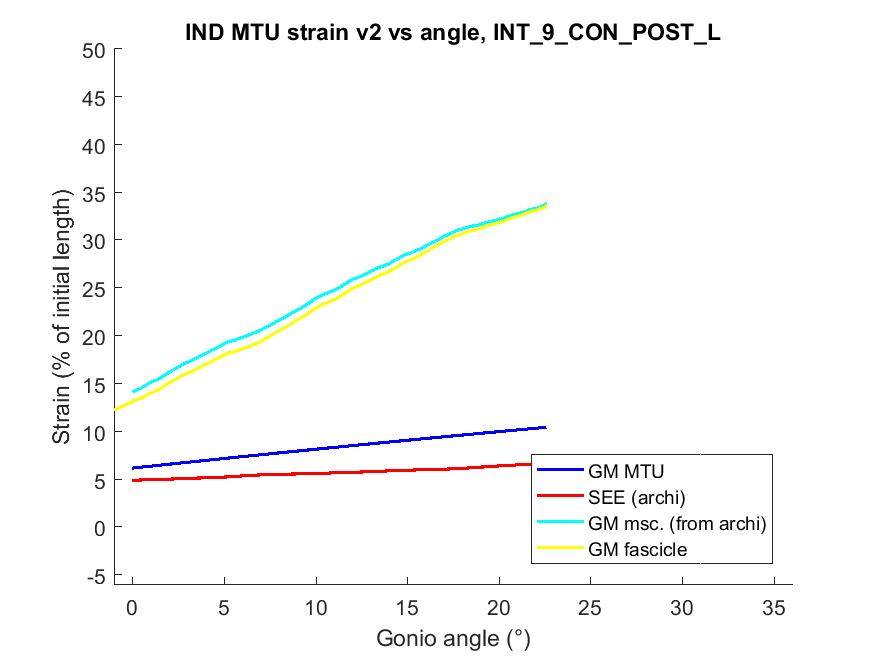 IND MTU strain v2 vs angle, INT_9_CON_POST_L
50
45
40
35
30
25
20
15
10
5
0
-5
Strain (% of initial length)
0 5 10 15 20 25 30 35
Gonio angle (°)
GM MTU
SEE (archi)
GM msc. (from archi)
GM fascicle